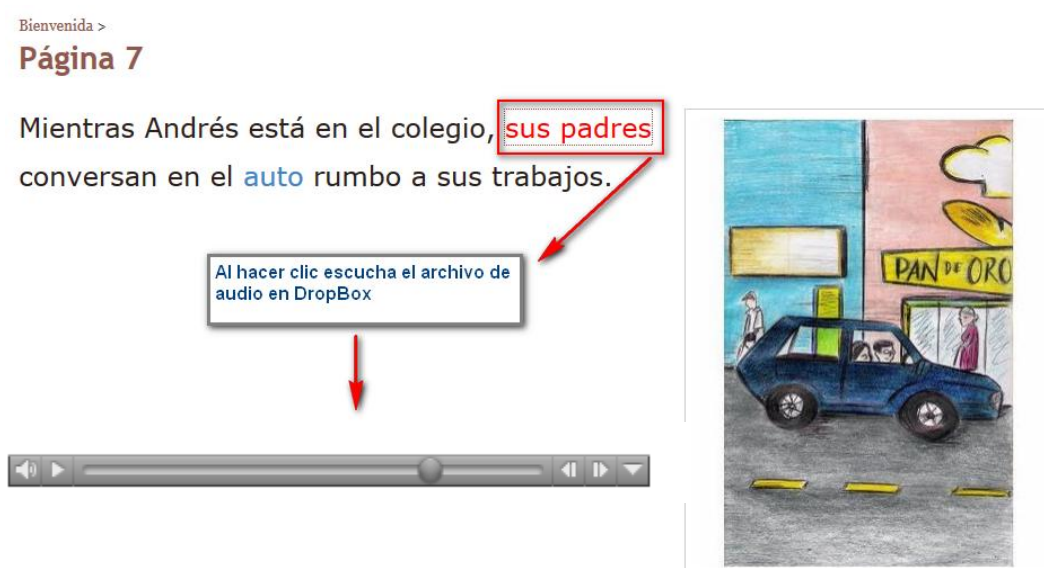 Bienvenida >
Página 7
Mientras Andrés está en el colegio, sus padres
conversan en el auto rumbo a sus trabajos.
Al hacer clic escucha el archivo de
audio en DropBox
PAN DE ORO